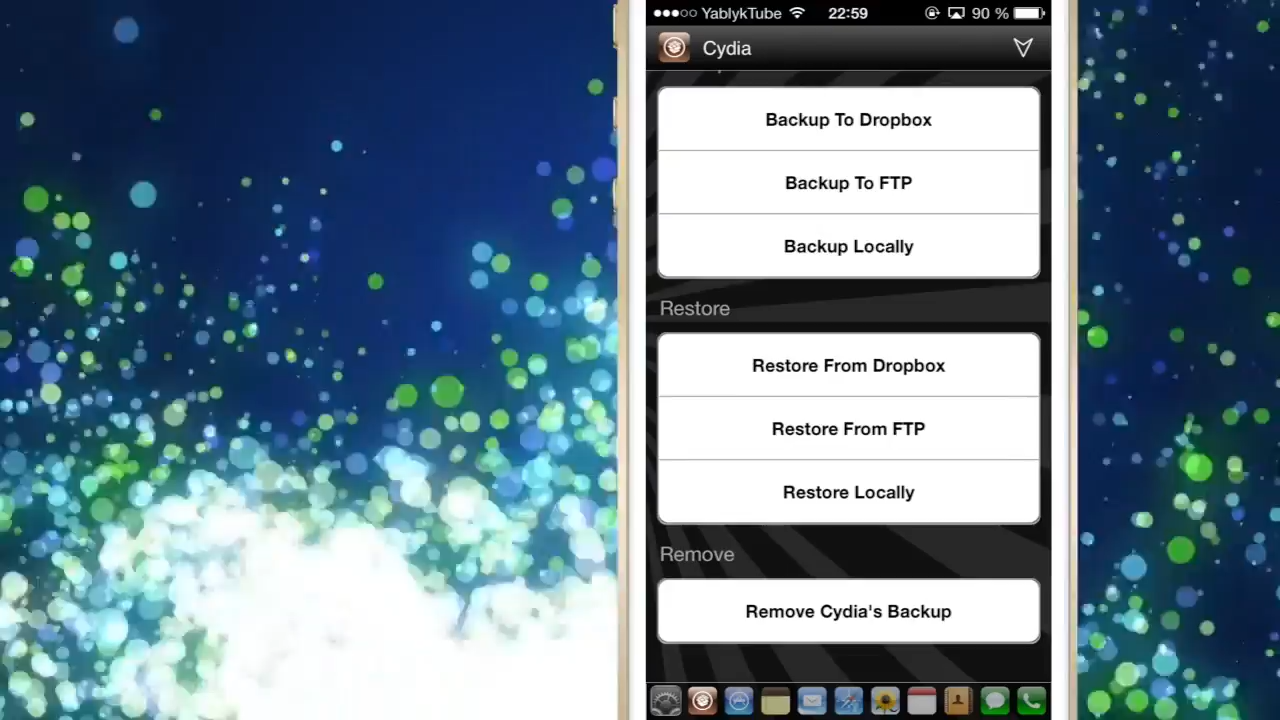 YablykTube 22:59 90 %
Cydia
Backup To Dropbox
Backup To FTP
Backup Locally
Restore
Restore From Dropbox
Restore From FTP
Restore Locally
Remove
Remove Cydia's Backup